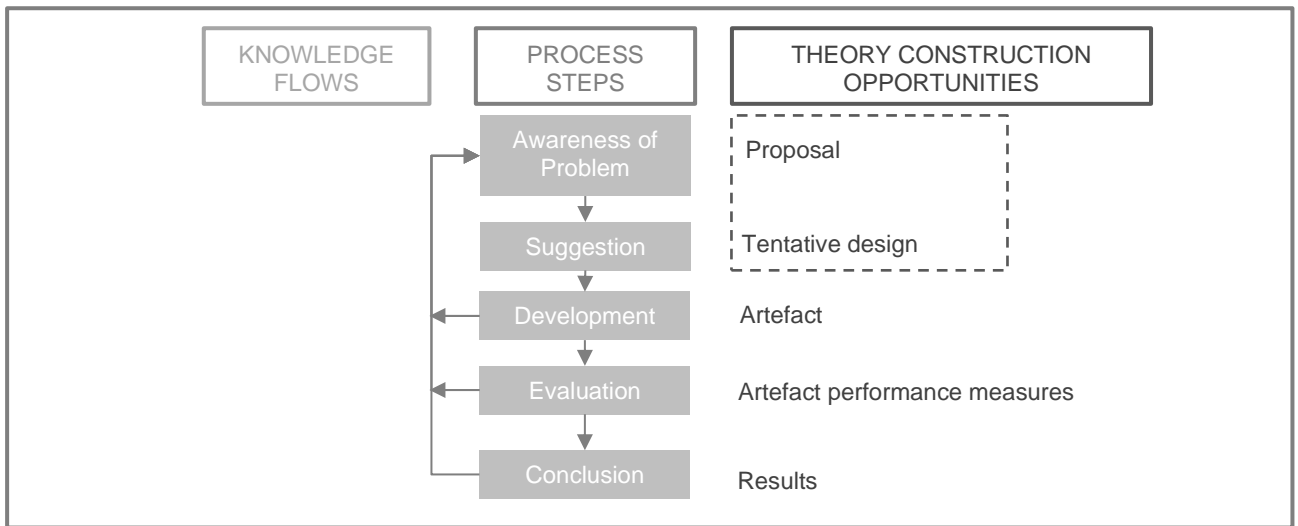 KNOWLEDGE
FLOWS
PROCESS
STEPS
THEORY CONSTRUCTION
OPPORTUNITIES
Awareness of
Problem
Proposal
Suggestion
Tentative design
Development
Artefact
Evaluation
Artefact performance measures
Conclusion
Results